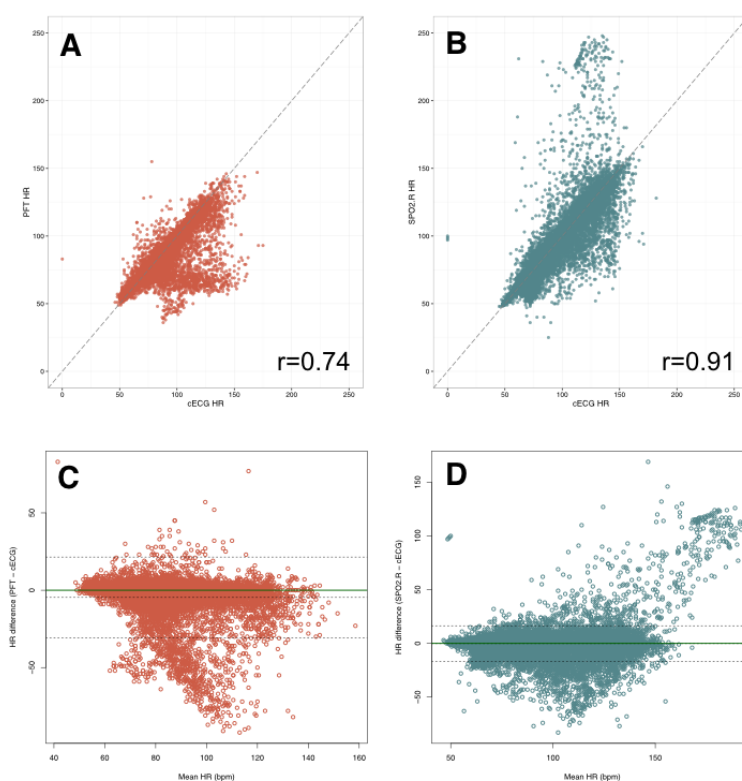 A
250
200
150
100
50
0
PFT HR
r=0.74
0 50 100 150 200 250
cECG HR
B
250
200
150
100
50
0
SPO2.R HR
r=0.91
0 50 100 150 200 250
cECG HR
C
50
0
−50
HR difference (PFT − cECG)
40 60 80 100 120 140 160
Mean HR (bpm)
D
150
100
50
0
−50
HR difference (SPO2.R − cECG)
50 100 150
Mean HR (bpm)